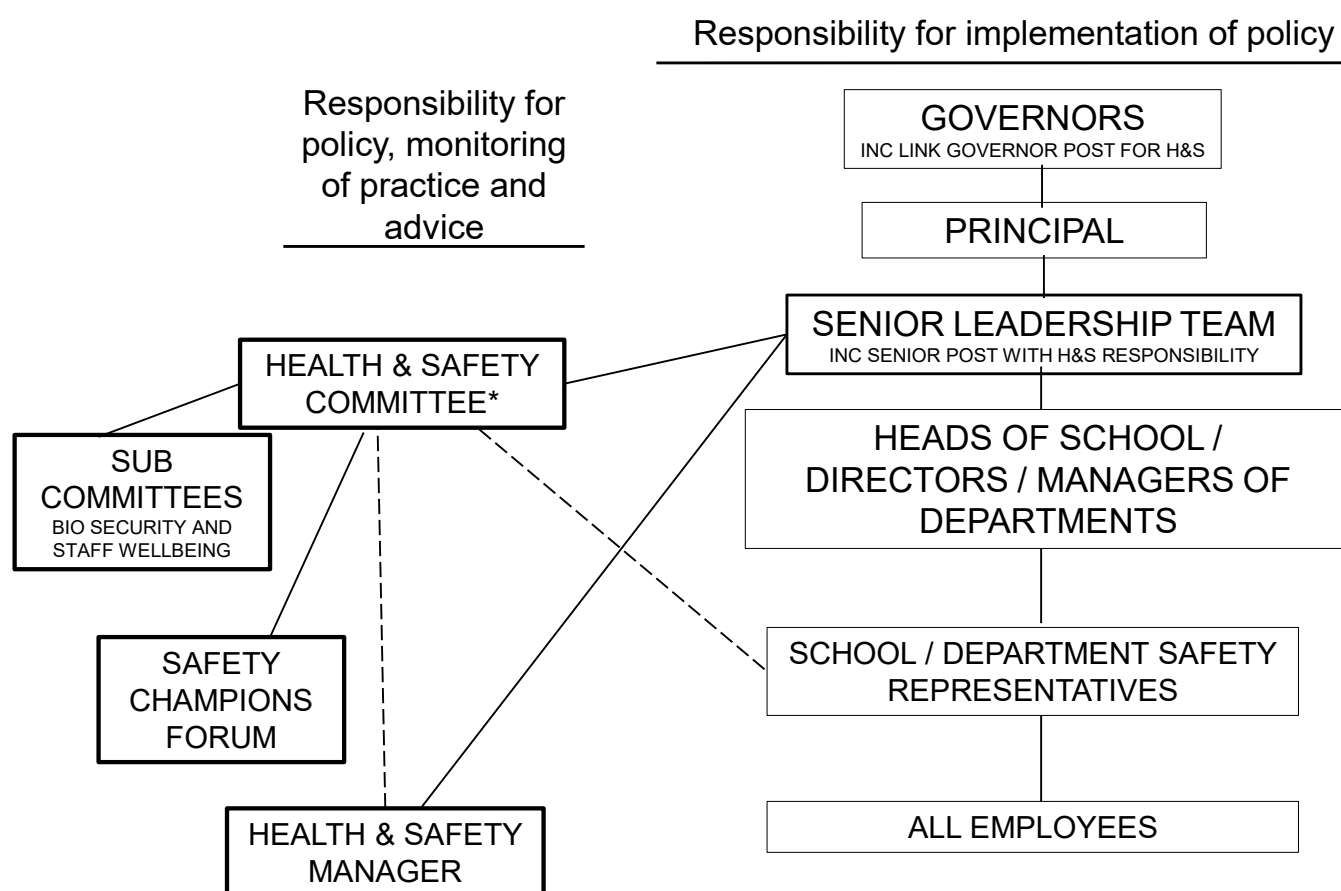 Responsibility for implementation of policy
Responsibility for
policy, monitoring
of practice and
advice
GOVERNORS
INC LINK GOVERNOR POST FOR H&S
PRINCIPAL
SENIOR LEADERSHIP TEAM
INC SENIOR POST WITH H&S RESPONSIBILITY
HEALTH & SAFETY
COMMITTEE*
HEADS OF SCHOOL /
DIRECTORS / MANAGERS OF
DEPARTMENTS
SUB
COMMITTEES
BIO SECURITY AND
STAFF WELLBEING
SCHOOL / DEPARTMENT SAFETY
REPRESENTATIVES
SAFETY
CHAMPIONS
FORUM
ALL EMPLOYEES
HEALTH & SAFETY
MANAGER